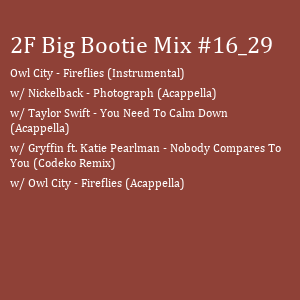 2F Big Bootie Mix #16_29
Owl City - Fireflies (Instrumental)
w/ Nickelback - Photograph (Acappella)
w/ Taylor Swift - You Need To Calm Down
(Acappella)
w/ Gryffin ft. Katie Pearlman - Nobody Compares To
You (Codeko Remix)
w/ Owl City - Fireflies (Acappella)